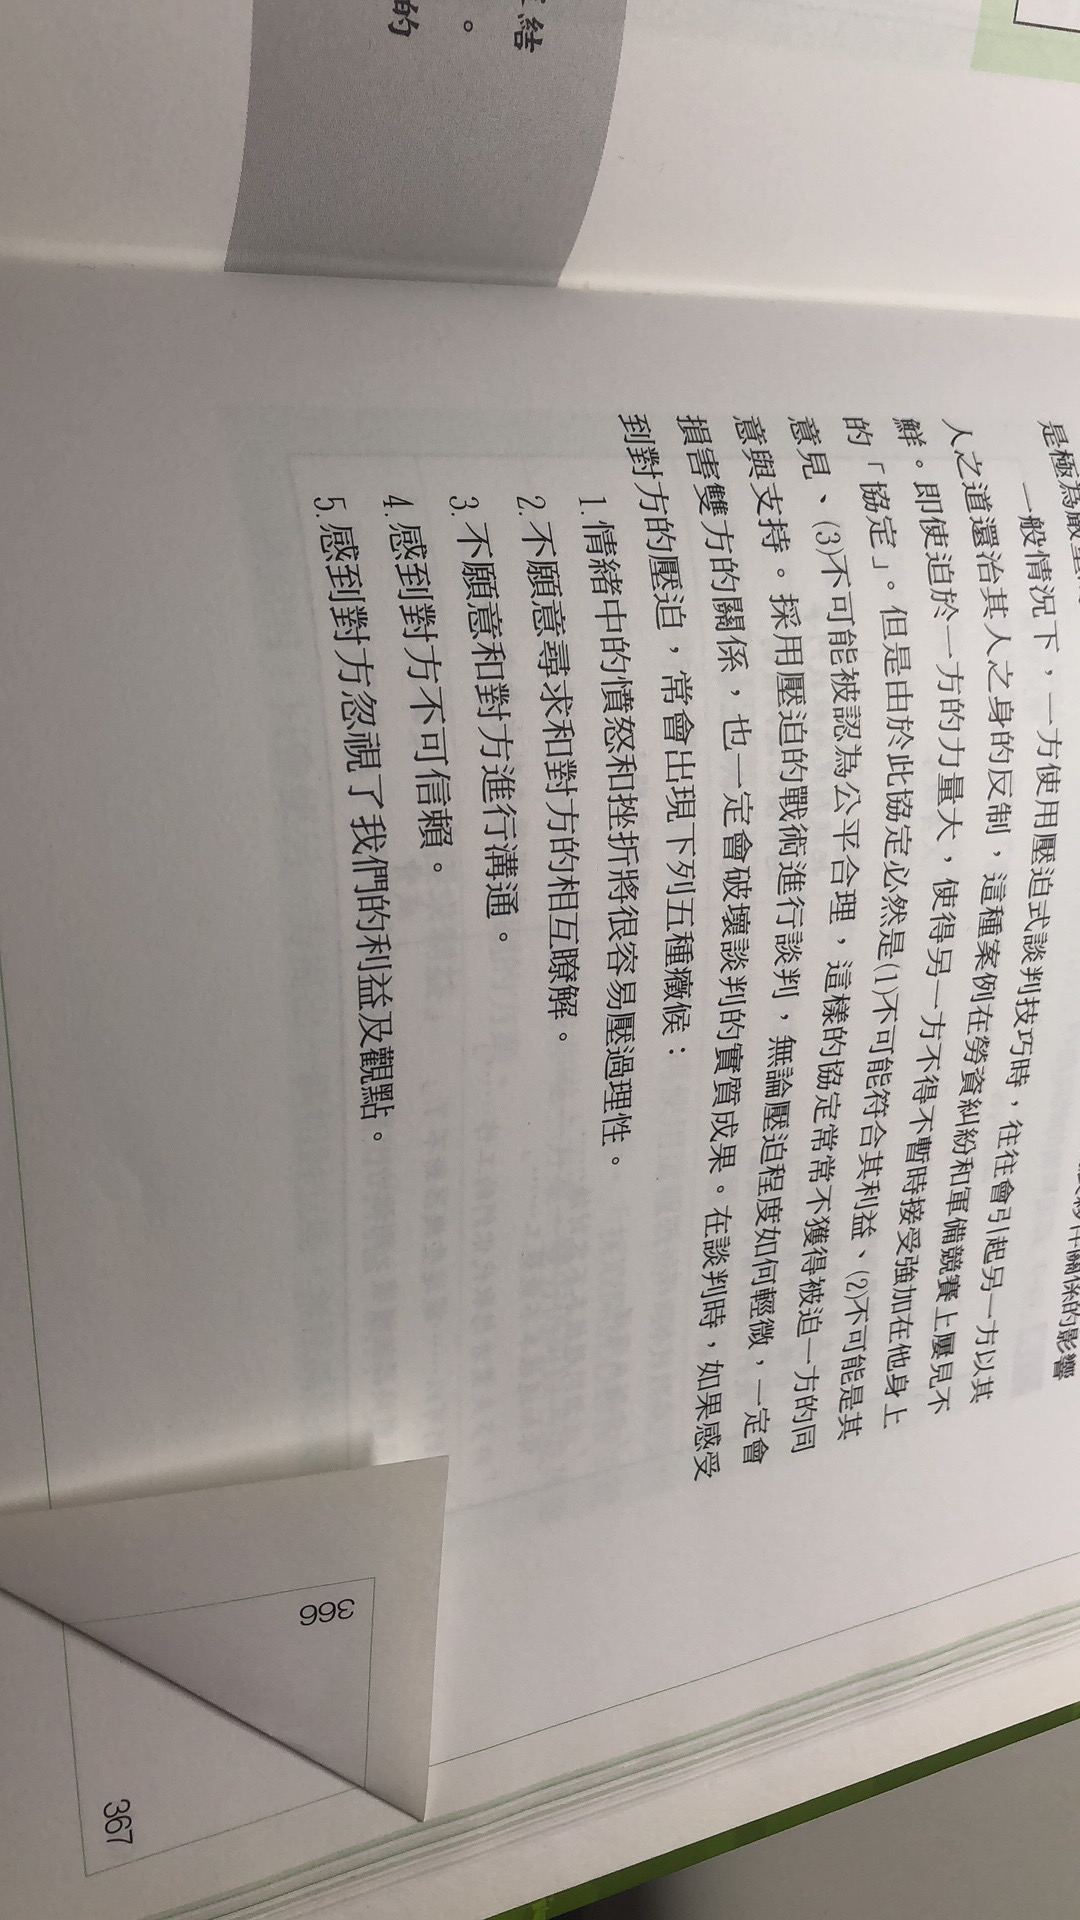 結
。
的
是極為嚴重
夥伴關係的影響
一般情況下，一方使用壓迫式談判技巧時，往往會引起另一方以其
人之道還治其人之身的反制，這種案例在勞資糾紛和軍備競賽上屢見不
鮮。即使迫於一方的力量大，使得另一方不得不暫時接受強加在他身上
的「協定」。但是由於此協定必然是(1)不可能符合其利益、(2)不可能是其
意見、(3)不可能被認為公平合理，這樣的協定常常不獲得被迫一方的同
意與支持。採用壓迫的戰術進行談判，無論壓迫程度如何輕微，一定會
損害雙方的關係，也一定會破壞談判的實質成果。在談判時，如果感受
到對方的壓迫，常會出現下列五種癥候：
1.情緒中的憤怒和挫折將很容易壓過理性。
2.不願意尋求和對方的相互瞭解。
3.不願意和對方進行溝通。
4.感到對方不可信賴。
5.感到對方忽視了我們的利益及觀點。
366
367